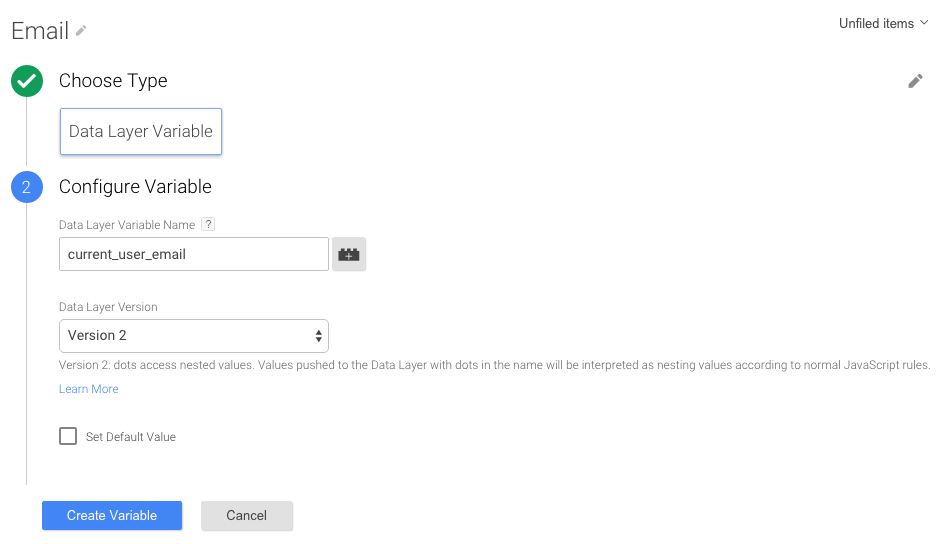 Email
Unfiled items
Choose Type
Data Layer Variable
2
Configure Variable
Data Layer Variable Name ?
current_user_email
Data Layer Version
Version 2
Version 2: dots access nested values. Values pushed to the Data Layer with dots in the name will be interpreted as nesting values according to normal JavaScript rules.
Learn More
Set Default Value
Create Variable
Cancel